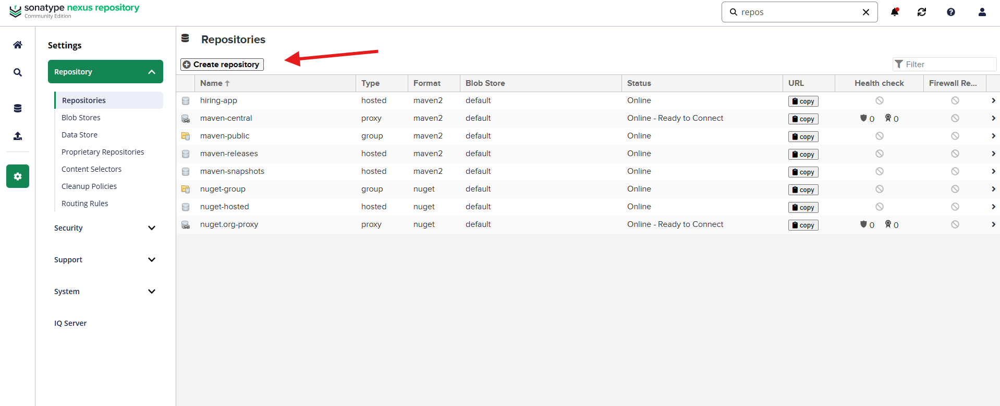 sonatype nexus repository
Community Edition
repos
Settings
Repository
Repositories
Blob Stores
Data Store
Proprietary Repositories
Content Selectors
Cleanup Policies
Routing Rules
Security
Support
System
IQ Server
Repositories
Create repository
Filter
Name Type Format Blob Store Status URL Health check Firewall Re...
hiring-app hosted maven2 default Online copy
maven-central proxy maven2 default Online - Ready to Connect copy 0 0
maven-public group maven2 default Online copy
maven-releases hosted maven2 default Online copy
maven-snapshots hosted maven2 default Online copy
nuget-group group nuget default Online copy
nuget-hosted hosted nuget default Online copy
nuget.org-proxy proxy nuget default Online - Ready to Connect copy 0 0